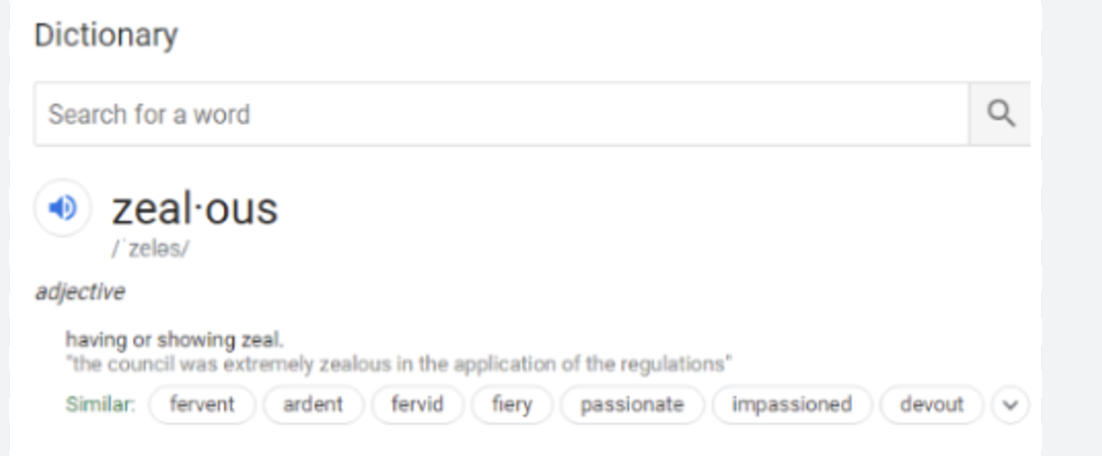 Dictionary
Search for a word
zeal·ous
/ˈzeləs/
adjective
having or showing zeal.
"the council was extremely zealous in the application of the regulations"
Similar: fervent ardent fervid fiery passionate impassioned devout